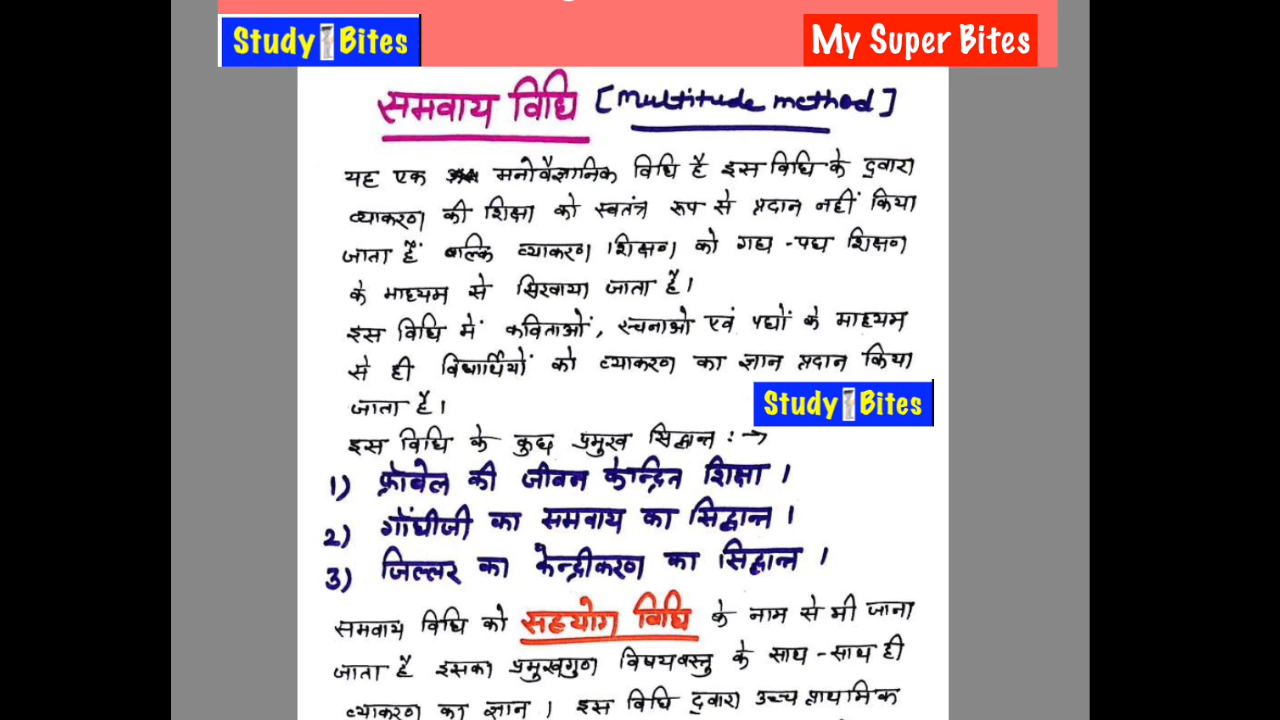 Study Bites
My Super Bites
समवाय विधि [multitude method]
यह एक मनोवैज्ञानिक विधि है इस विधि के द्वारा
व्याकरण की शिक्षा को स्वतंत्र रूप से प्रदान नहीं किया
जाता हैं बल्कि व्याकरण शिक्षण को गद्य-पद्य शिक्षण
के माध्यम से सिखाया जाता है।
इस विधि में कविताओं, रचनाओ एवं पद्यों के माध्यम
से ही विद्यार्थियों को व्याकरण का ज्ञान प्रदान किया
जाता है।
Study Bites
इस विधि के कुछ प्रमुख सिद्धान्त :→
1) फ्रोबेल की जीवन केन्द्रित शिक्षा ।
2) गाँधीजी का समवाय का सिद्धान्त ।
3) जिल्लर का केन्द्रीकरण का सिद्धान्त ।
समवाय विधि को सहयोग विधि के नाम से भी जाना
जाता है इसका प्रमुखगुण विषयवस्तु के साथ-साथ ही
व्याकरण का ज्ञान । इस विधि द्वारा उच्च प्राथमिक